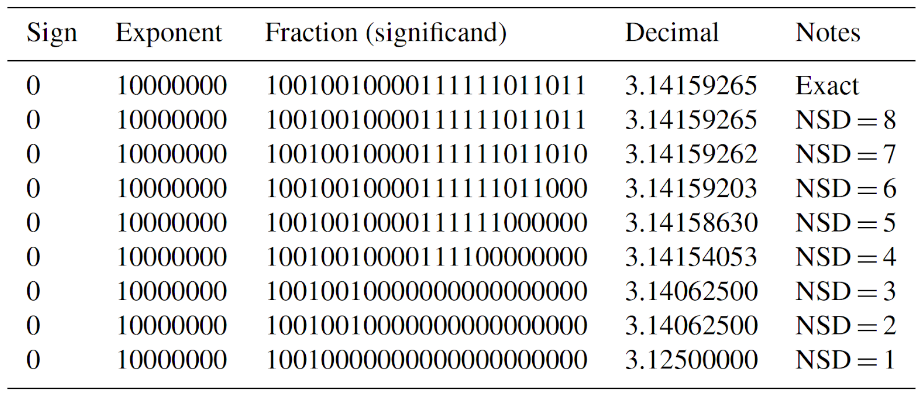 Sign Exponent Fraction (significand) Decimal Notes
0 10000000 10010010000111111011011 3.14159265 Exact
0 10000000 10010010000111111011011 3.14159265 NSD = 8
0 10000000 10010010000111111011010 3.14159262 NSD = 7
0 10000000 10010010000111111011000 3.14159203 NSD = 6
0 10000000 10010010000111111000000 3.14158630 NSD = 5
0 10000000 10010010000111100000000 3.14154053 NSD = 4
0 10000000 10010010000000000000000 3.14062500 NSD = 3
0 10000000 10010010000000000000000 3.14062500 NSD = 2
0 10000000 10010000000000000000000 3.12500000 NSD = 1